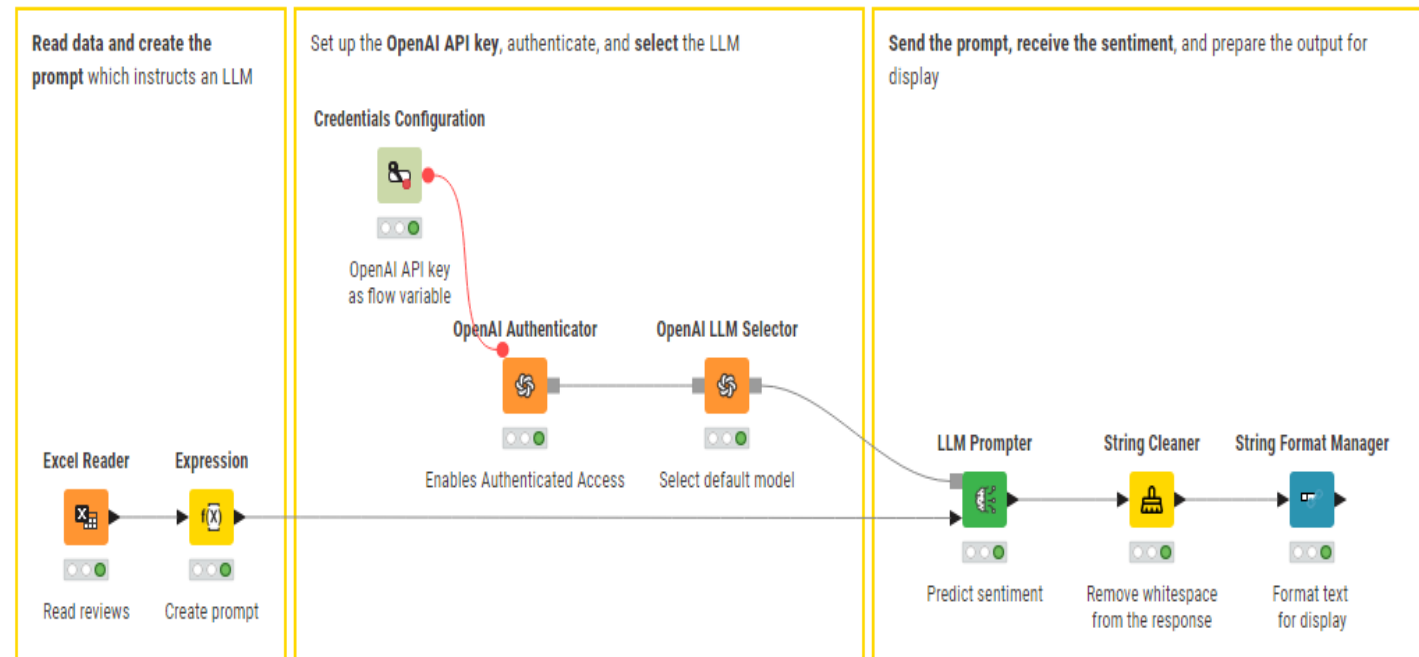 Read data and create the
prompt which instructs an LLM
Set up the OpenAI API key, authenticate, and select the LLM
Send the prompt, receive the sentiment, and prepare the output for
display
Credentials Configuration
OpenAI API key
as flow variable
OpenAI Authenticator
OpenAI LLM Selector
Enables Authenticated Access
Select default model
Excel Reader
Expression
f(X)
Read reviews
Create prompt
LLM Prompter
String Cleaner
String Format Manager
Predict sentiment
Remove whitespace
from the response
Format text
for display